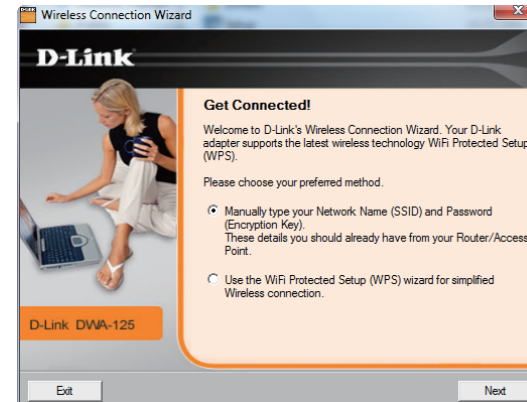 Wireless Connection Wizard
D-Link
Get Connected!
Welcome to D-Link's Wireless Connection Wizard. Your D-Link
adapter supports the latest wireless technology WiFi Protected Setup
(WPS).
Please choose your preferred method.
Manually type your Network Name (SSID) and Password
(Encryption Key).
These details you should already have from your Router/Access
Point.
Use the WiFi Protected Setup (WPS) wizard for simplified
Wireless connection.
D-Link DWA-125
Exit
Next